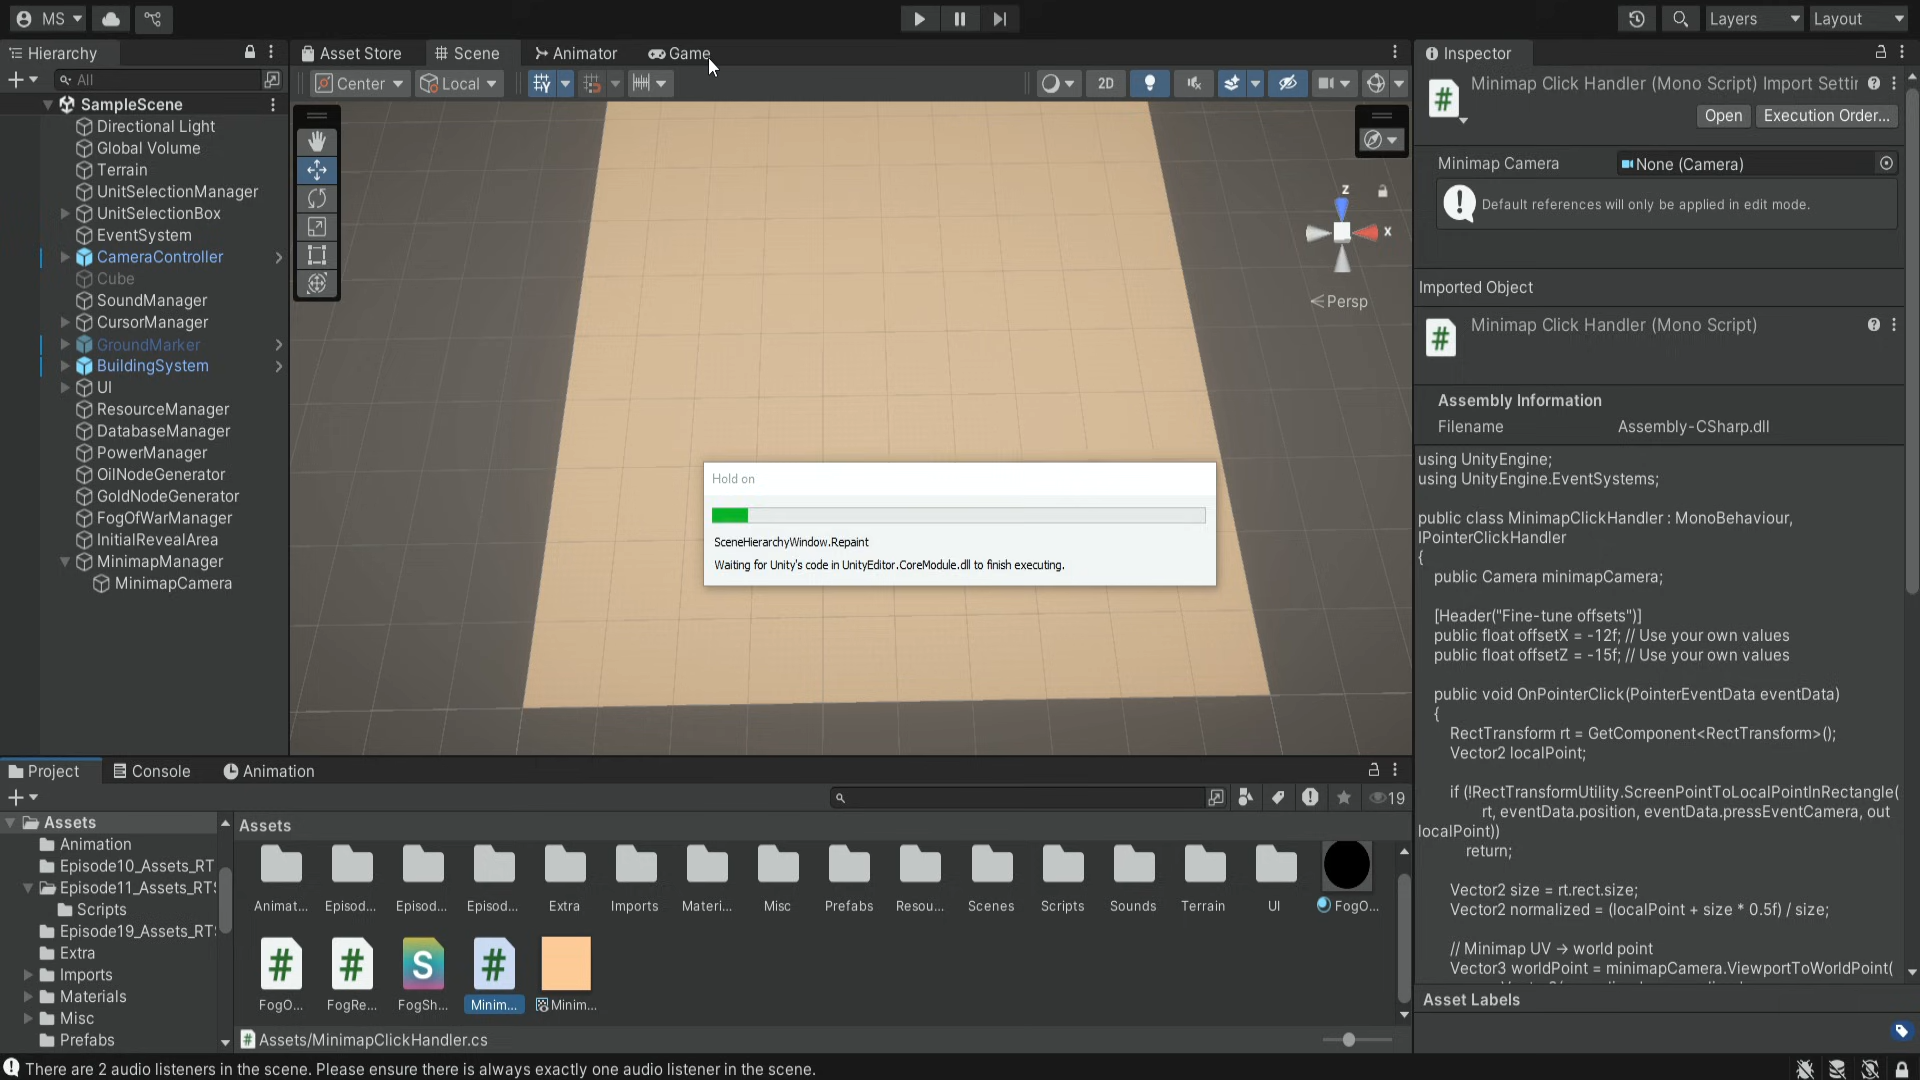 MS
Layers
Layout
Hierarchy
Asset Store
Scene
Animator
Game
Inspector
All
Center
Local
2D
Minimap Click Handler (Mono Script) Import Settir
Open
Execution Order...
SampleScene
Directional Light
Global Volume
Terrain
UnitSelectionManager
UnitSelectionBox
EventSystem
CameraController
Cube
SoundManager
CursorManager
GroundMarker
BuildingSystem
UI
ResourceManager
DatabaseManager
PowerManager
OilNodeGenerator
GoldNodeGenerator
FogOfWarManager
InitialRevealArea
MinimapManager
MinimapCamera
z
x
Persp
Hold on
SceneHierarchyWindow.Repaint
Waiting for Unity's code in UnityEditor.CoreModule.dll to finish executing.
Minimap Camera
None (Camera)
Default references will only be applied in edit mode.
Imported Object
Minimap Click Handler (Mono Script)
Assembly Information
Filename
Assembly-CSharp.dll
using UnityEngine;
using UnityEngine.EventSystems;
public class MinimapClickHandler : MonoBehaviour,
IPointerClickHandler
{
public Camera minimapCamera;
[Header("Fine-tune offsets")]
public float offsetX = -12f; // Use your own values
public float offsetZ = -15f; // Use your own values
public void OnPointerClick(PointerEventData eventData)
{
RectTransform rt = GetComponent<RectTransform>();
Vector2 localPoint;
if (!RectTransformUtility.ScreenPointToLocalPointInRectangle(
rt, eventData.position, eventData.pressEventCamera, out
localPoint))
return;
Vector2 size = rt.rect.size;
Vector2 normalized = (localPoint + size * 0.5f) / size;
// Minimap UV → world point
Vector3 worldPoint = minimapCamera.ViewportToWorldPoint(
Asset Labels
Project
Console
Animation
19
Assets
Animation
Episode10_Assets_RT
Episode11_Assets_RT
Scripts
Episode19_Assets_RT
Extra
Imports
Materials
Misc
Prefabs
Assets
Animat...
Episod...
Episod...
Episod...
Extra
Imports
Materi...
Misc
Prefabs
Resou...
Scenes
Scripts
Sounds
Terrain
UI
FogO...
FogO...
FogRe...
FogSh...
Minim...
Minim...
Assets/MinimapClickHandler.cs
There are 2 audio listeners in the scene. Please ensure there is always exactly one audio listener in the scene.